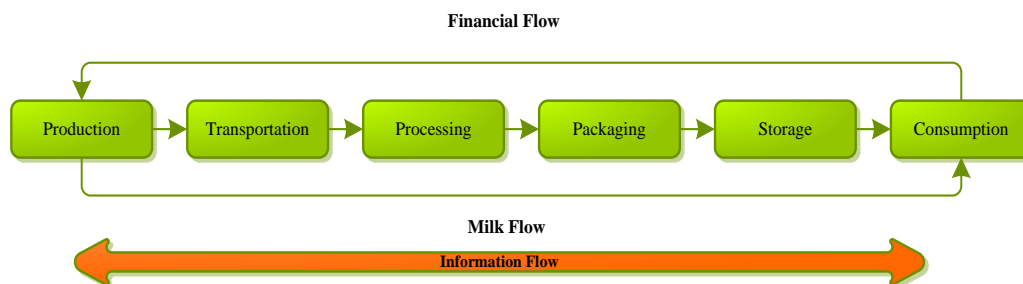 Financial Flow
Production
Transportation
Processing
Packaging
Storage
Consumption
Milk Flow
Information Flow